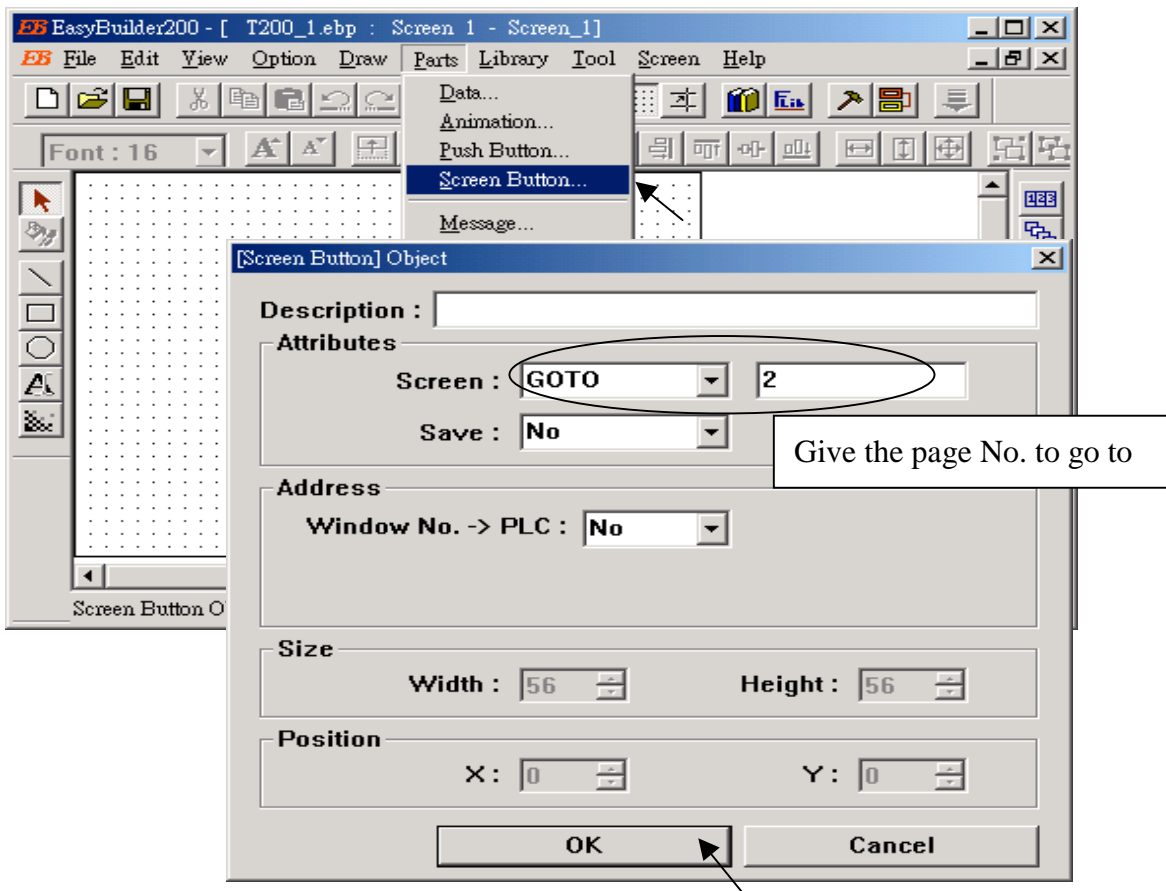 EB EasyBuilder200 - [ T200_1.ebp : Screen 1 - Screen_1]
EB File Edit View Option Draw Parts Library Tool Screen Help
Data...
Animation...
Font : 16
Push Button...
Screen Button...
Message...
[Screen Button] Object
Description :
Attributes
Screen : GOTO 2
Save : No
Give the page No. to go to
Address
Window No. -> PLC : No
Screen Button O
Size
Width : 56 Height : 56
Position
X : 0 Y : 0
OK Cancel